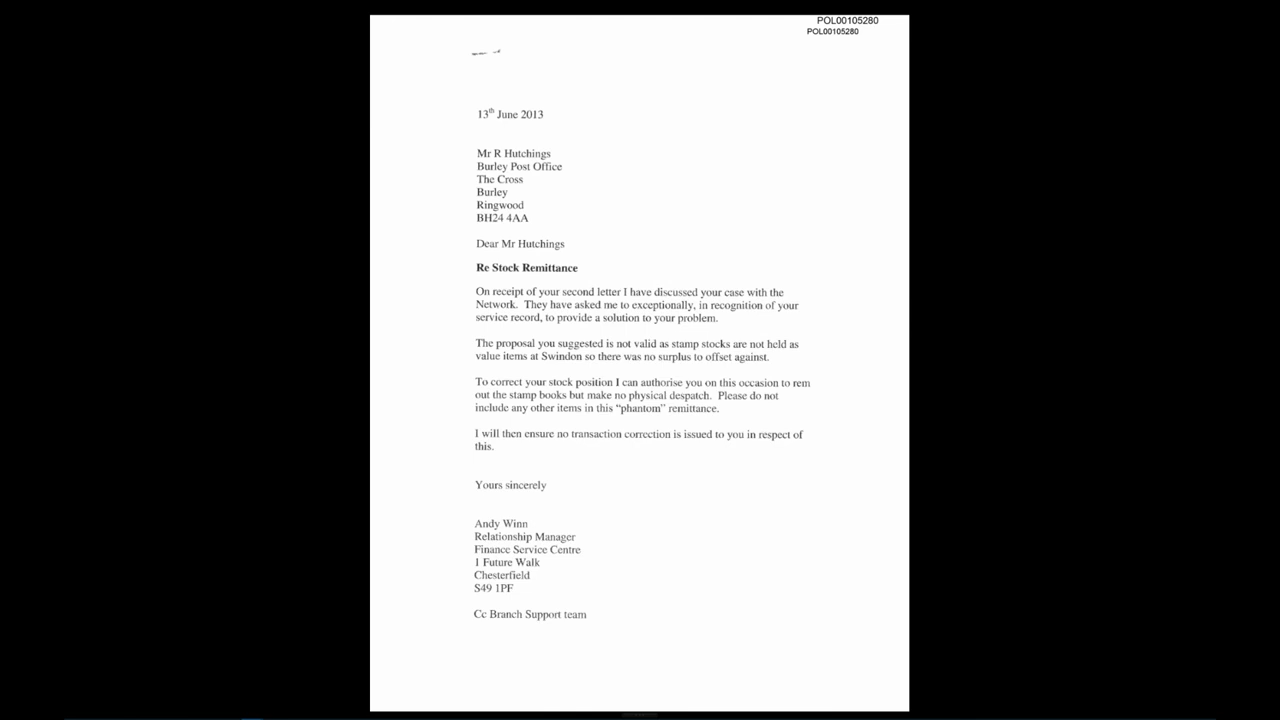 POL00105280
POL00105280
13th June 2013
Mr R Hutchings
Burley Post Office
The Cross
Burley
Ringwood
BH24 4AA
Dear Mr Hutchings
Re Stock Remittance
On receipt of your second letter I have discussed your case with the
Network. They have asked me to exceptionally, in recognition of your
service record, to provide a solution to your problem.
The proposal you suggested is not valid as stamp stocks are not held as
value items at Swindon so there was no surplus to offset against.
To correct your stock position I can authorise you on this occasion to rem
out the stamp books but make no physical despatch. Please do not
include any other items in this “phantom” remittance.
I will then ensure no transaction correction is issued to you in respect of
this.
Yours sincerely
Andy Winn
Relationship Manager
Finance Service Centre
1 Future Walk
Chesterfield
S49 1PF
Cc Branch Support team